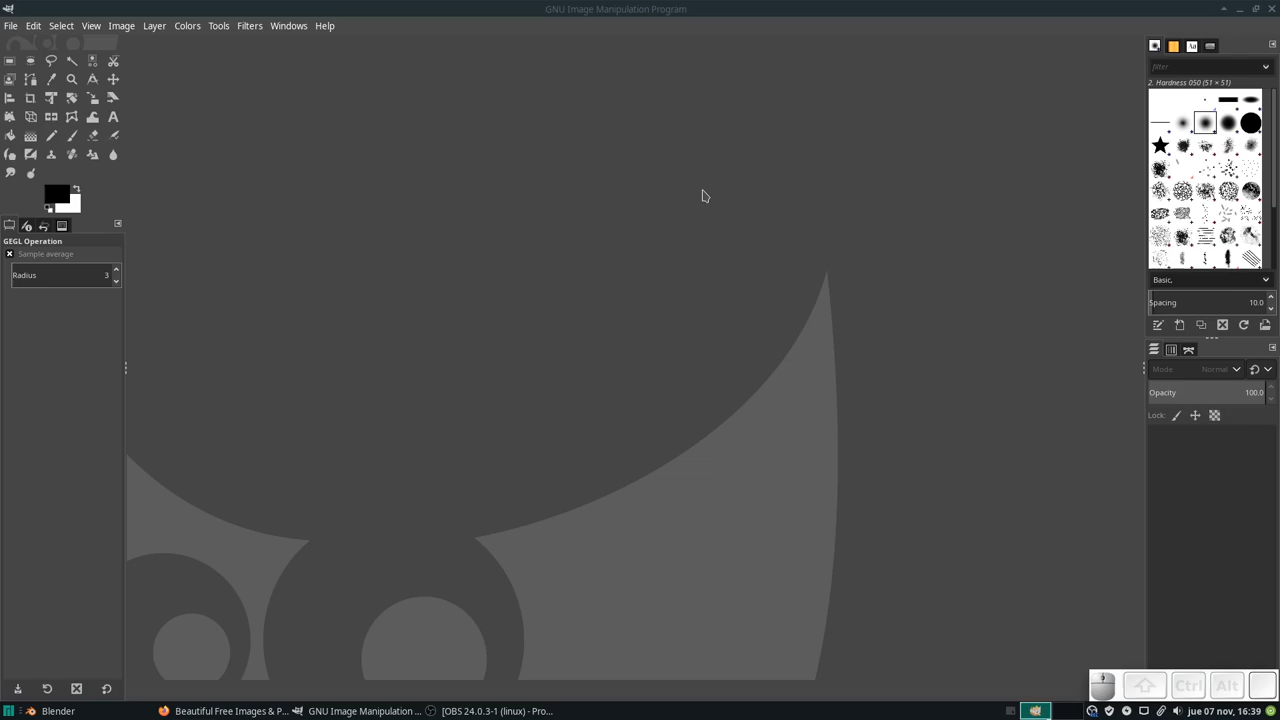 GNU Image Manipulation Program
File Edit Select View Image Layer Colors Tools Filters Windows Help
filter
2. Hardness 050 (51 × 51)
GEGL Operation
Sample average
Radius 3
Basic,
Spacing 10.0
Mode Normal
Opacity 100.0
Lock:
Ctrl Alt
Blender
Beautiful Free Images & P...
GNU Image Manipulation ...
[OBS 24.0.3-1 (linux) - Pro...
jue 07 nov, 16:39